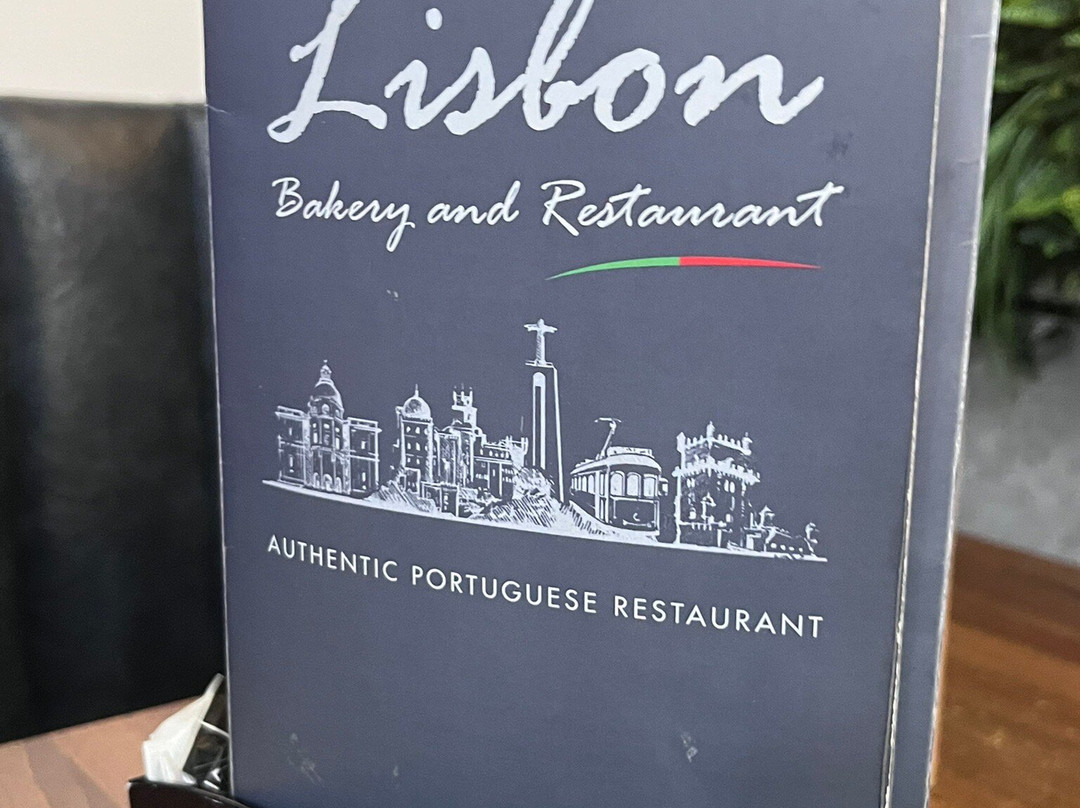 Lisbon
Bakery and Restaurant
AUTHENTIC PORTUGUESE RESTAURANT